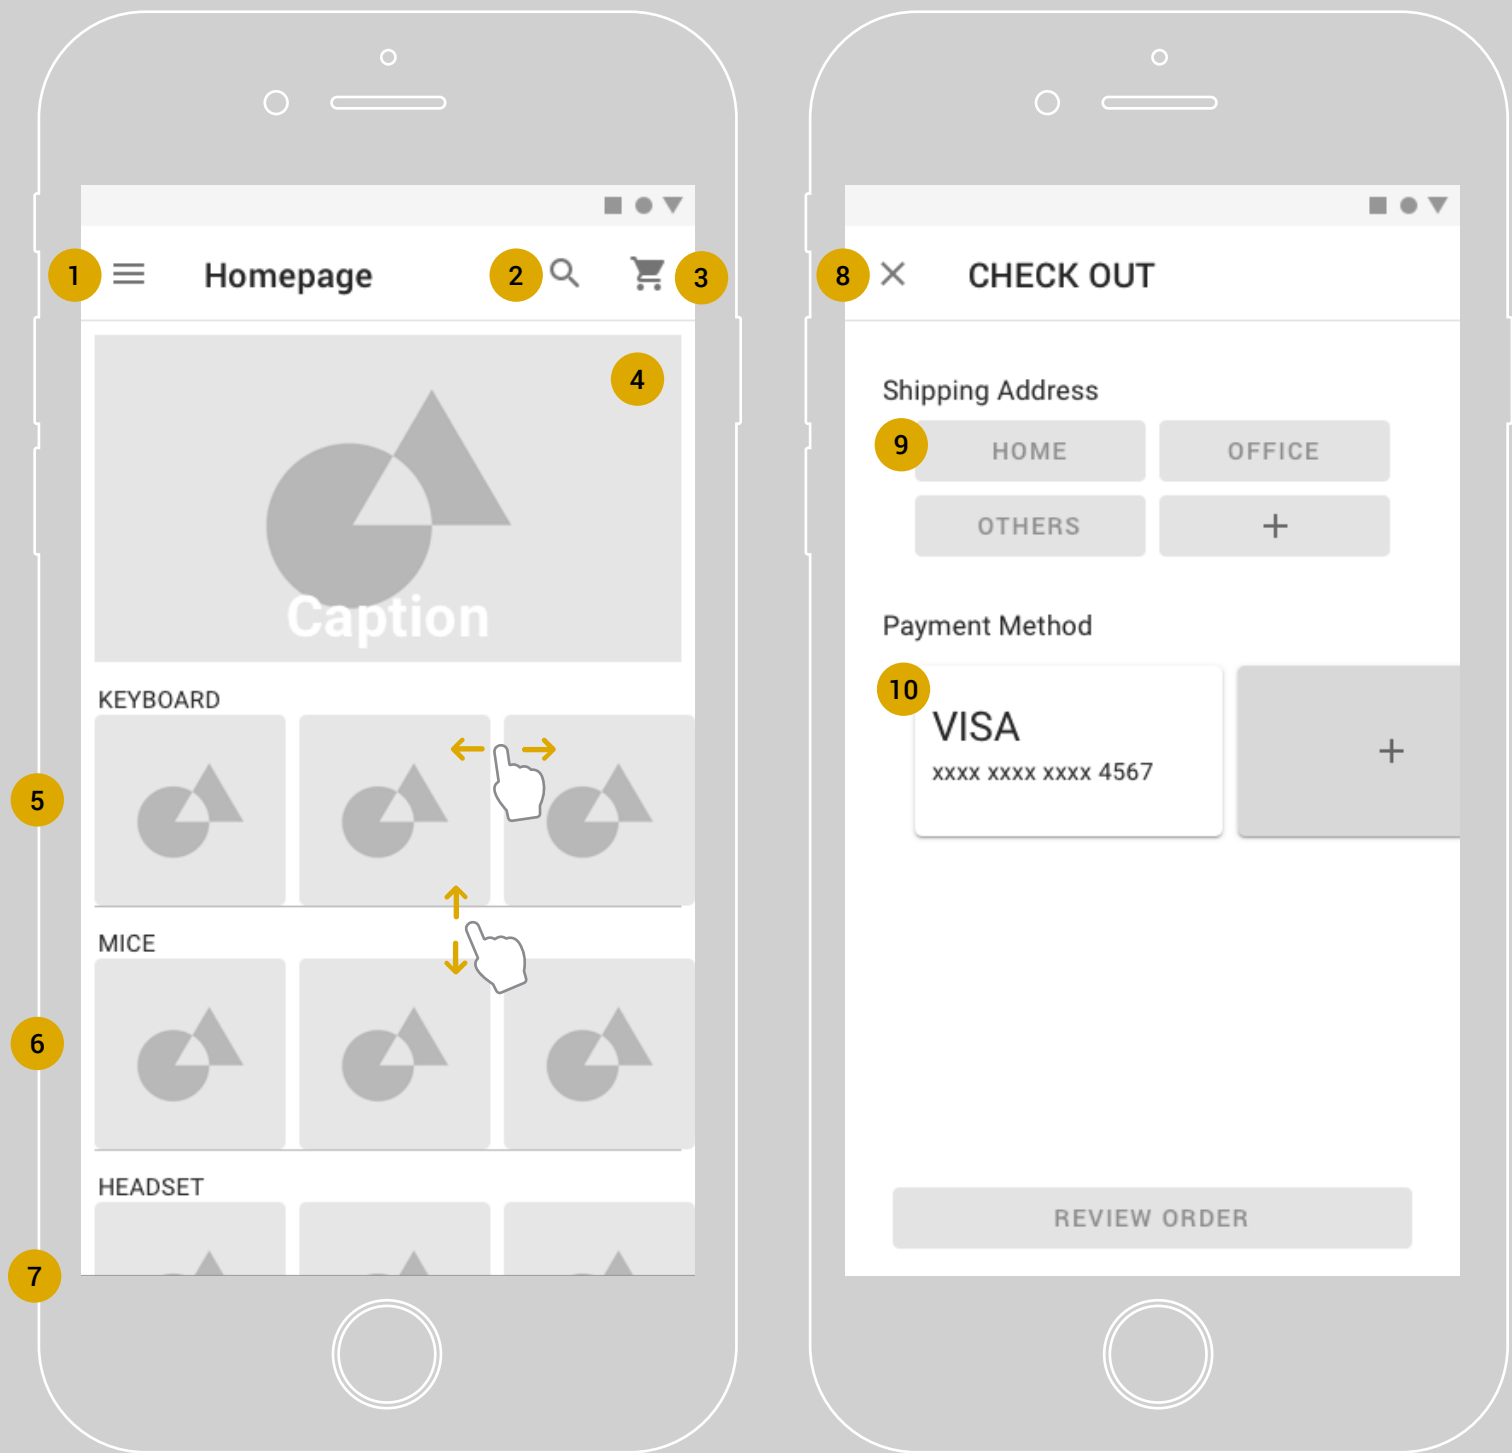 1
Homepage
2
3
4
Caption
KEYBOARD
5
MICE
6
HEADSET
7
8
CHECK OUT
Shipping Address
9
HOME
OFFICE
OTHERS
+
Payment Method
10
VISA
xxxx xxxx xxxx 4567
+
REVIEW ORDER